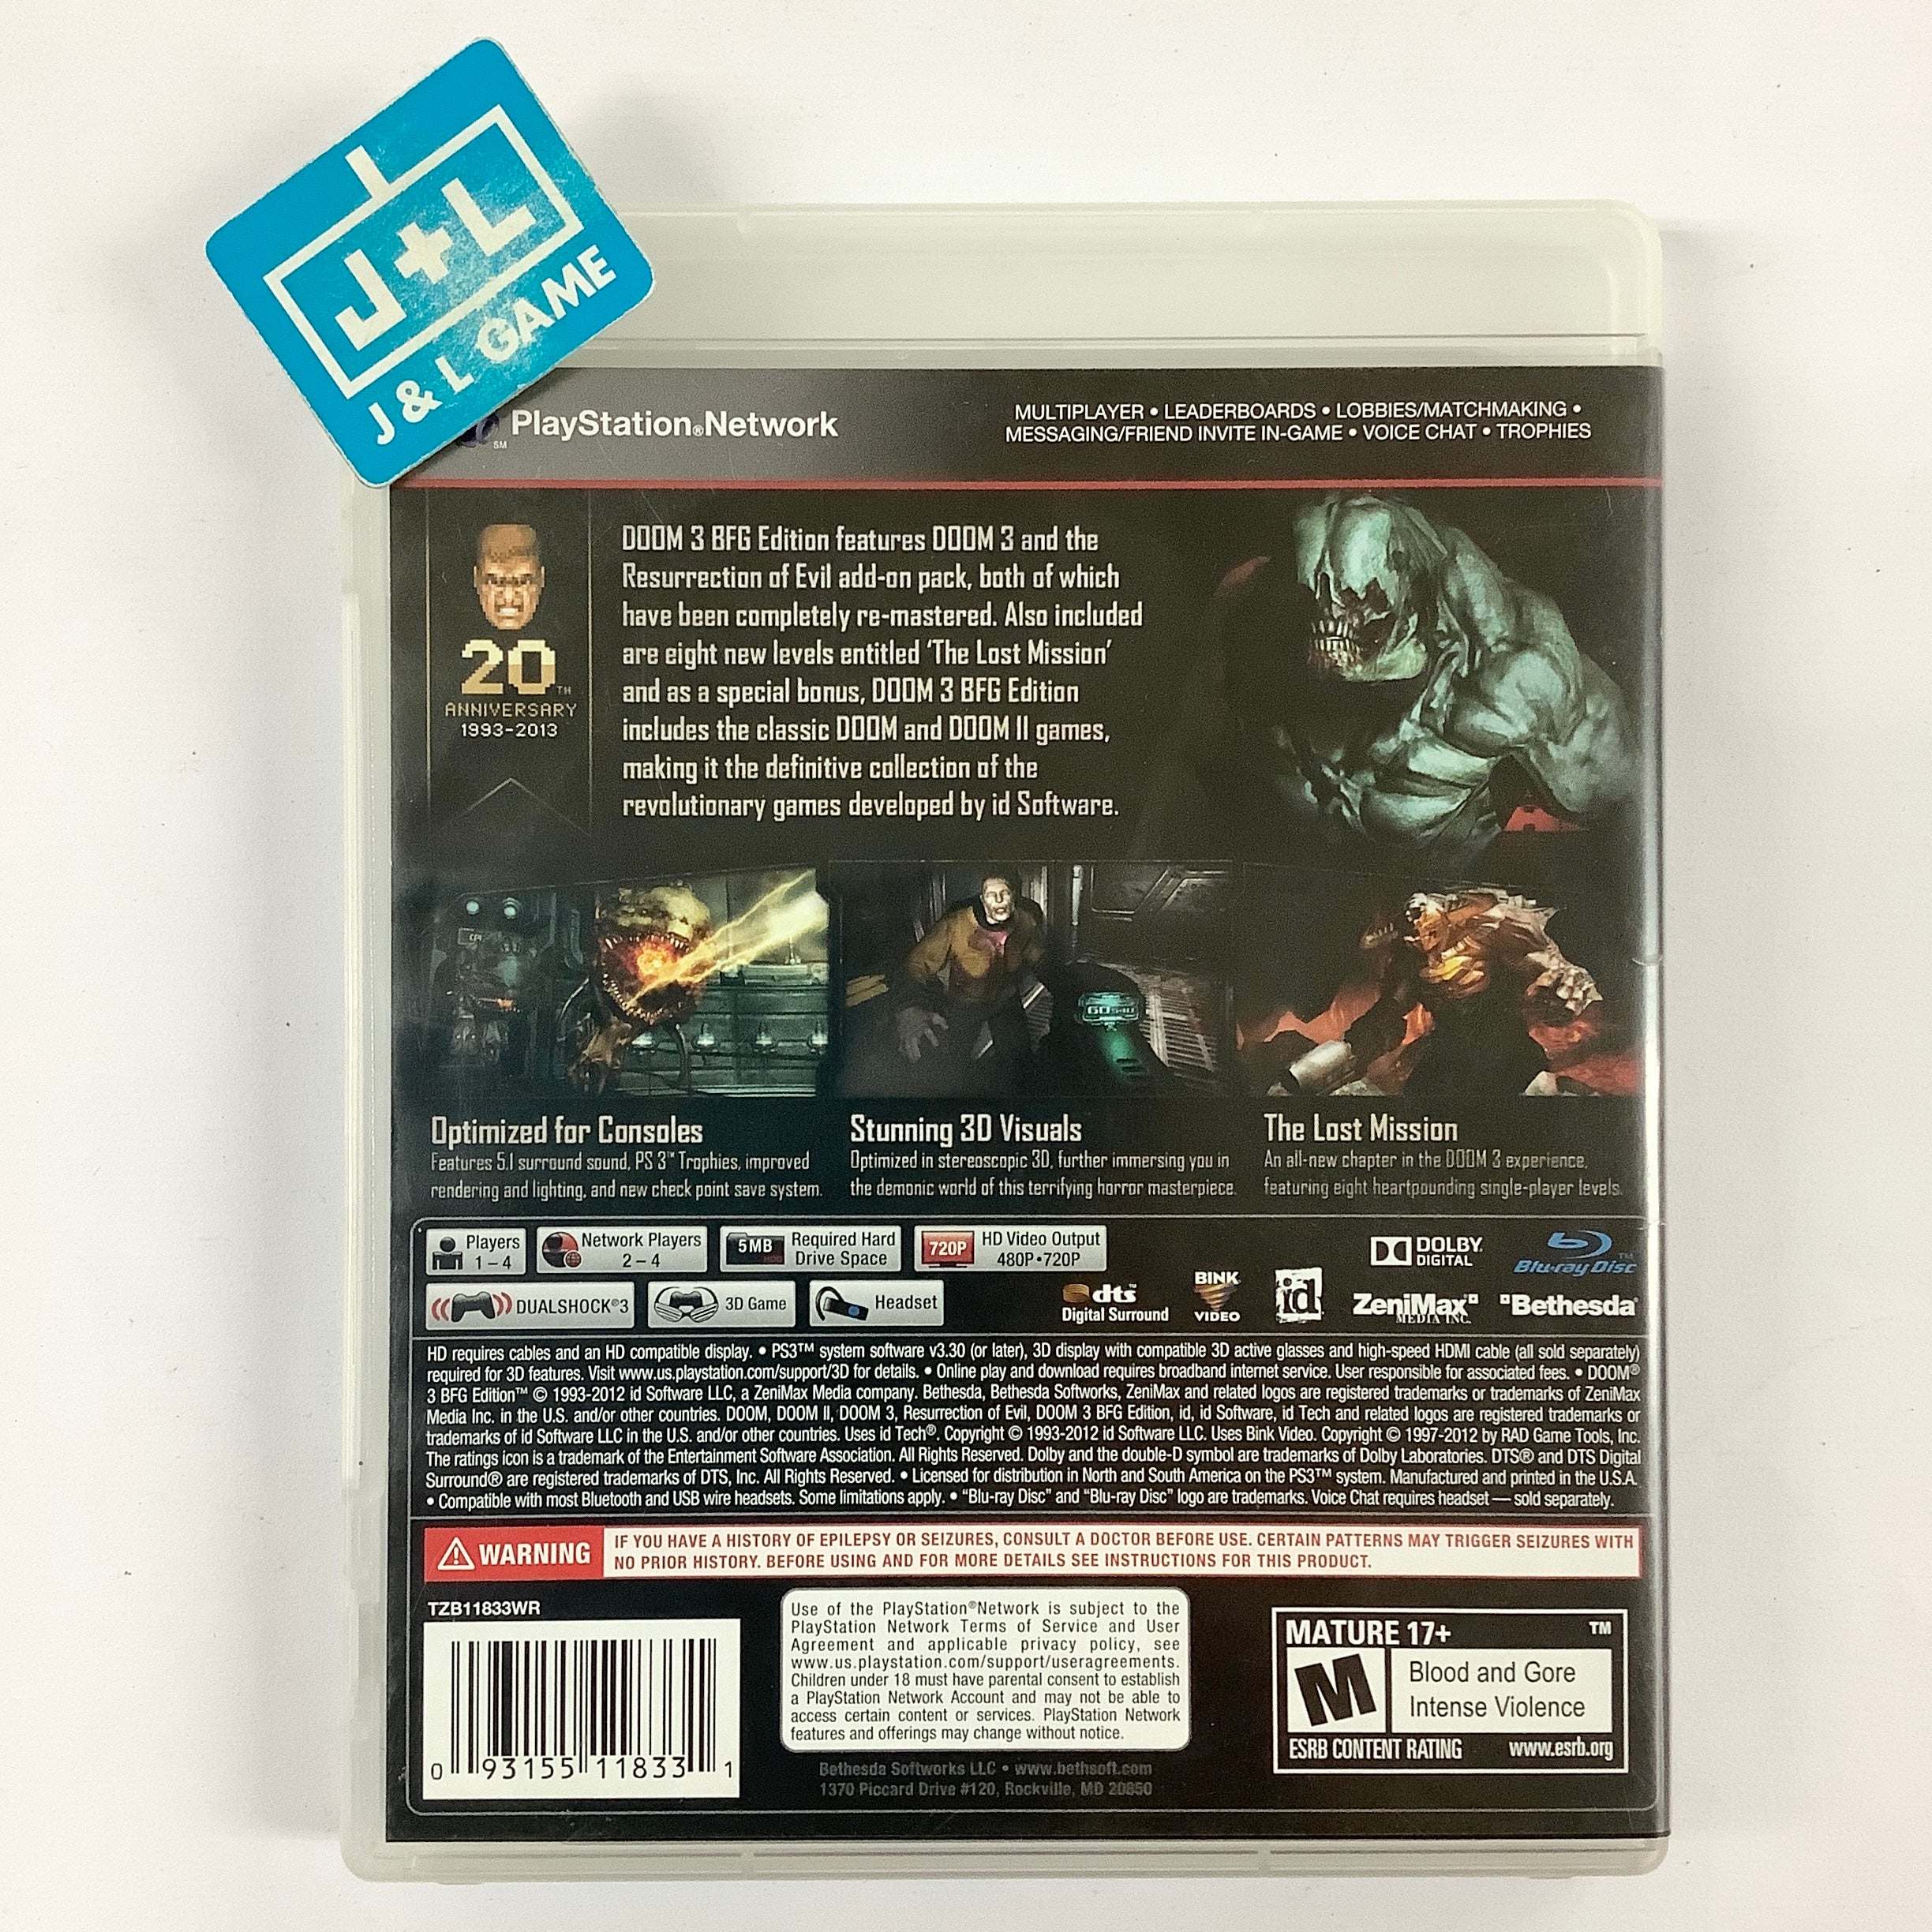 J+L
J & L GAME
PlayStation®Network
SM
MULTIPLAYER • LEADERBOARDS • LOBBIES/MATCHMAKING •
MESSAGING/FRIEND INVITE IN-GAME • VOICE CHAT • TROPHIES
20TH
ANNIVERSARY
1993-2013
DOOM 3 BFG Edition features DOOM 3 and the
Resurrection of Evil add-on pack, both of which
have been completely re-mastered. Also included
are eight new levels entitled ‘The Lost Mission’
and as a special bonus, DOOM 3 BFG Edition
includes the classic DOOM and DOOM II games,
making it the definitive collection of the
revolutionary games developed by id Software.
Optimized for Consoles
Features 5.1 surround sound, PS 3™ Trophies, improved
rendering and lighting, and new check point save system.
Stunning 3D Visuals
Optimized in stereoscopic 3D, further immersing you in
the demonic world of this terrifying horror masterpiece.
The Lost Mission
An all-new chapter in the DOOM 3 experience,
featuring eight heartpounding single-player levels.
Players
1 – 4
Network Players
2 – 4
5MB
HDD
Required Hard
Drive Space
720P
HD Video Output
480P•720P
DUALSHOCK®3
3D Game
Headset
DOLBY
DIGITAL
Blu-ray Disc™
dts™
Digital Surround
BINK
VIDEO
id
ZeniMax®
MEDIA INC.
Bethesda®
HD requires cables and an HD compatible display. • PS3™ system software v3.30 (or later), 3D display with compatible 3D active glasses and high-speed HDMI cable (all sold separately)
required for 3D features. Visit www.us.playstation.com/support/3D for details. • Online play and download requires broadband internet service. User responsible for associated fees. • DOOM®
3 BFG Edition™ © 1993-2012 id Software LLC, a ZeniMax Media company. Bethesda, Bethesda Softworks, ZeniMax and related logos are registered trademarks or trademarks of ZeniMax
Media Inc. in the U.S. and/or other countries. DOOM, DOOM II, DOOM 3, Resurrection of Evil, DOOM 3 BFG Edition, id, id Software, id Tech and related logos are registered trademarks or
trademarks of id Software LLC in the U.S. and/or other countries. Uses id Tech®. Copyright © 1993-2012 id Software LLC. Uses Bink Video. Copyright © 1997-2012 by RAD Game Tools, Inc.
The ratings icon is a trademark of the Entertainment Software Association. All Rights Reserved. Dolby and the double-D symbol are trademarks of Dolby Laboratories. DTS® and DTS Digital
Surround® are registered trademarks of DTS, Inc. All Rights Reserved. • Licensed for distribution in North and South America on the PS3™ system. Manufactured and printed in the U.S.A.
• Compatible with most Bluetooth and USB wire headsets. Some limitations apply. • “Blu-ray Disc” and “Blu-ray Disc” logo are trademarks. Voice Chat requires headset — sold separately.
WARNING
IF YOU HAVE A HISTORY OF EPILEPSY OR SEIZURES, CONSULT A DOCTOR BEFORE USE. CERTAIN PATTERNS MAY TRIGGER SEIZURES WITH
NO PRIOR HISTORY. BEFORE USING AND FOR MORE DETAILS SEE INSTRUCTIONS FOR THIS PRODUCT.
TZB11833WR
0 93155 11833 1
Use of the PlayStation®Network is subject to the
PlayStation Network Terms of Service and User
Agreement and applicable privacy policy, see
www.us.playstation.com/support/useragreements.
Children under 18 must have parental consent to establish
a PlayStation Network Account and may not be able to
access certain content or services. PlayStation Network
features and offerings may change without notice.
Bethesda Softworks LLC • www.bethsoft.com
1370 Piccard Drive #120, Rockville, MD 20850
MATURE 17+ ™
M
Blood and Gore
Intense Violence
ESRB CONTENT RATING www.esrb.org